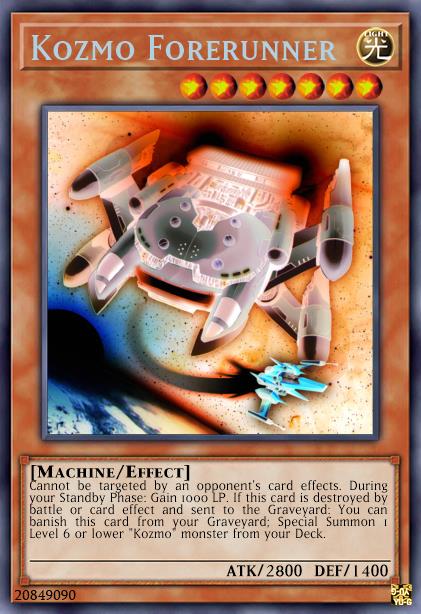 Kozmo Forerunner
LIGHT
光
[Machine/Effect]
Cannot be targeted by an opponent's card effects. During
your Standby Phase: Gain 1000 LP. If this card is destroyed by
battle or card effect and sent to the Graveyard: You can
banish this card from your Graveyard; Special Summon 1
Level 6 or lower "Kozmo" monster from your Deck.
ATK/2800 DEF/1400
20849090